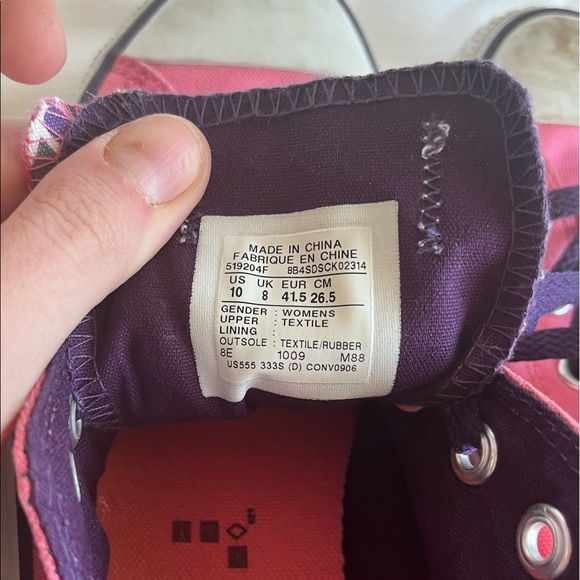 MADE IN CHINA
FABRIQUE EN CHINE
519204F 8B4SDSCK02314
US UK EUR CM
10 8 41.5 26.5
GENDER : WOMENS
UPPER : TEXTILE
LINING :
OUTSOLE : TEXTILE/RUBBER
8E 1009 M88
US555 333S (D) CONV0906